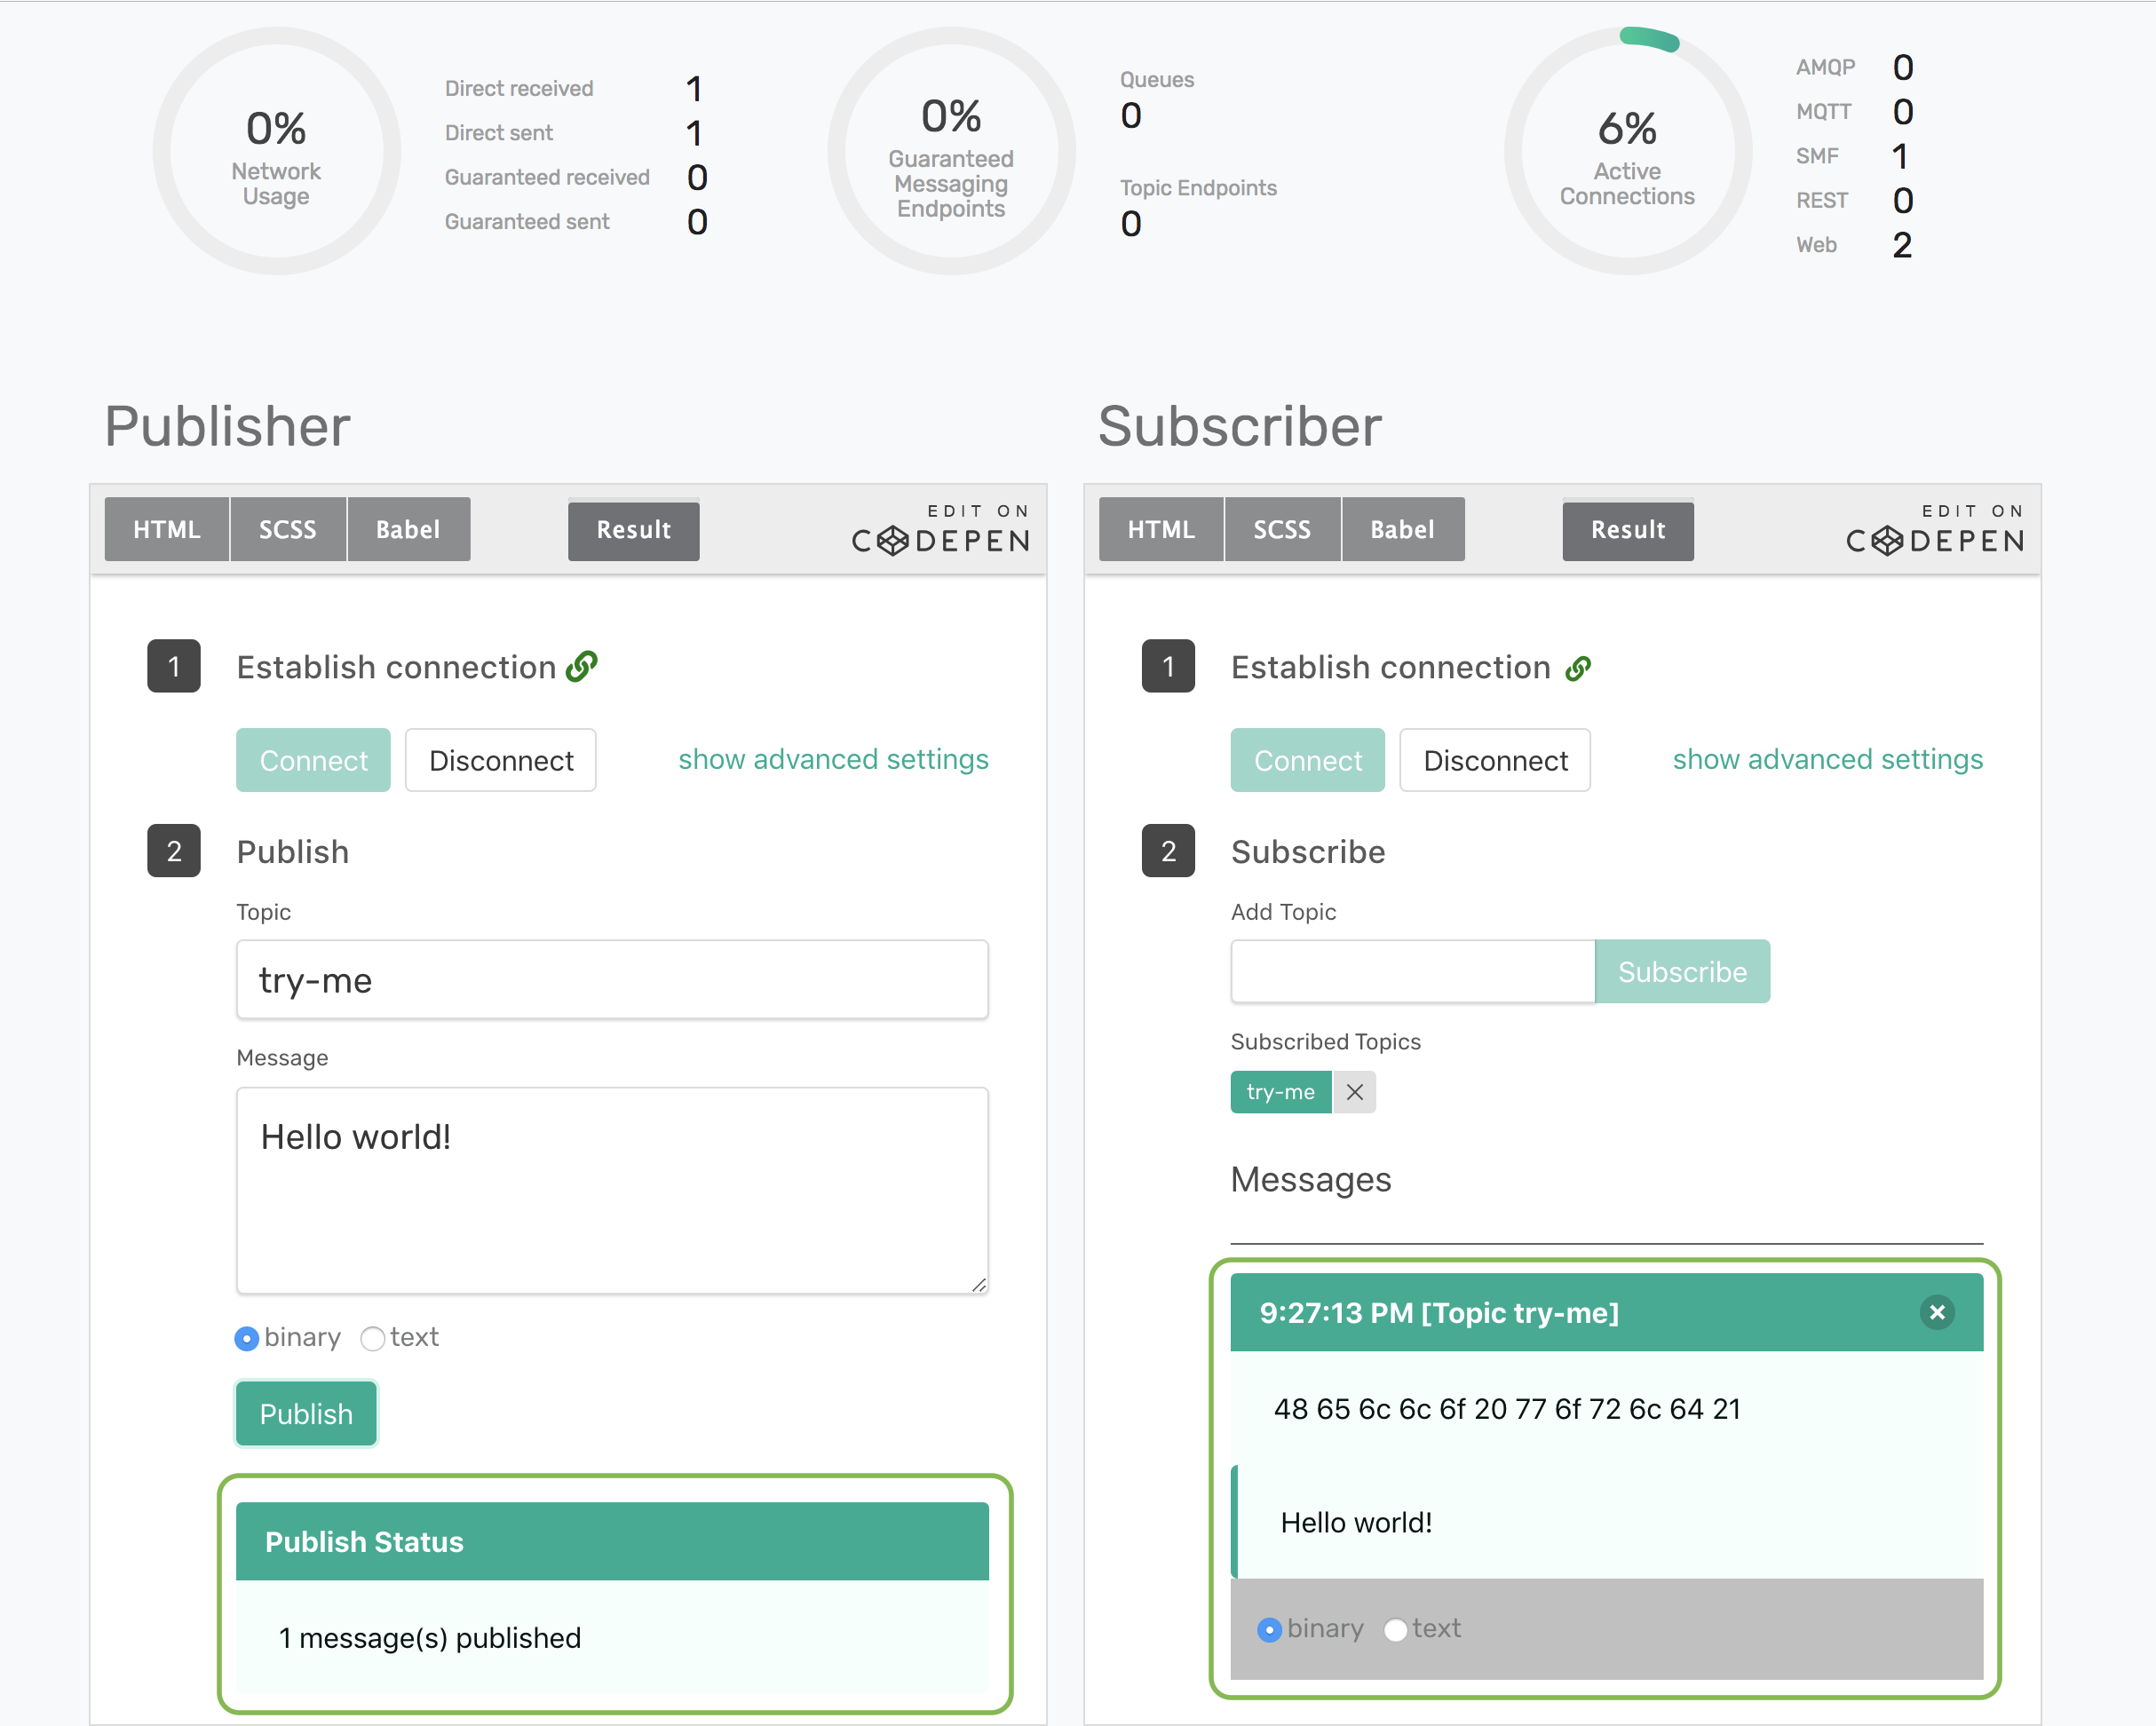 0%
Network
Usage
Direct received 1
Direct sent 1
Guaranteed received 0
Guaranteed sent 0
0%
Guaranteed
Messaging
Endpoints
Queues
0
Topic Endpoints
0
6%
Active
Connections
AMQP 0
MQTT 0
SMF 1
REST 0
Web 2
Publisher
HTML SCSS Babel Result EDIT ON
CODEPEN
1 Establish connection
Connect Disconnect show advanced settings
2 Publish
Topic
try-me
Message
Hello world!
binary text
Publish
Publish Status
1 message(s) published
Subscriber
HTML SCSS Babel Result EDIT ON
CODEPEN
1 Establish connection
Connect Disconnect show advanced settings
2 Subscribe
Add Topic
Subscribe
Subscribed Topics
try-me
Messages
9:27:13 PM [Topic try-me]
48 65 6c 6c 6f 20 77 6f 72 6c 64 21
Hello world!
binary text